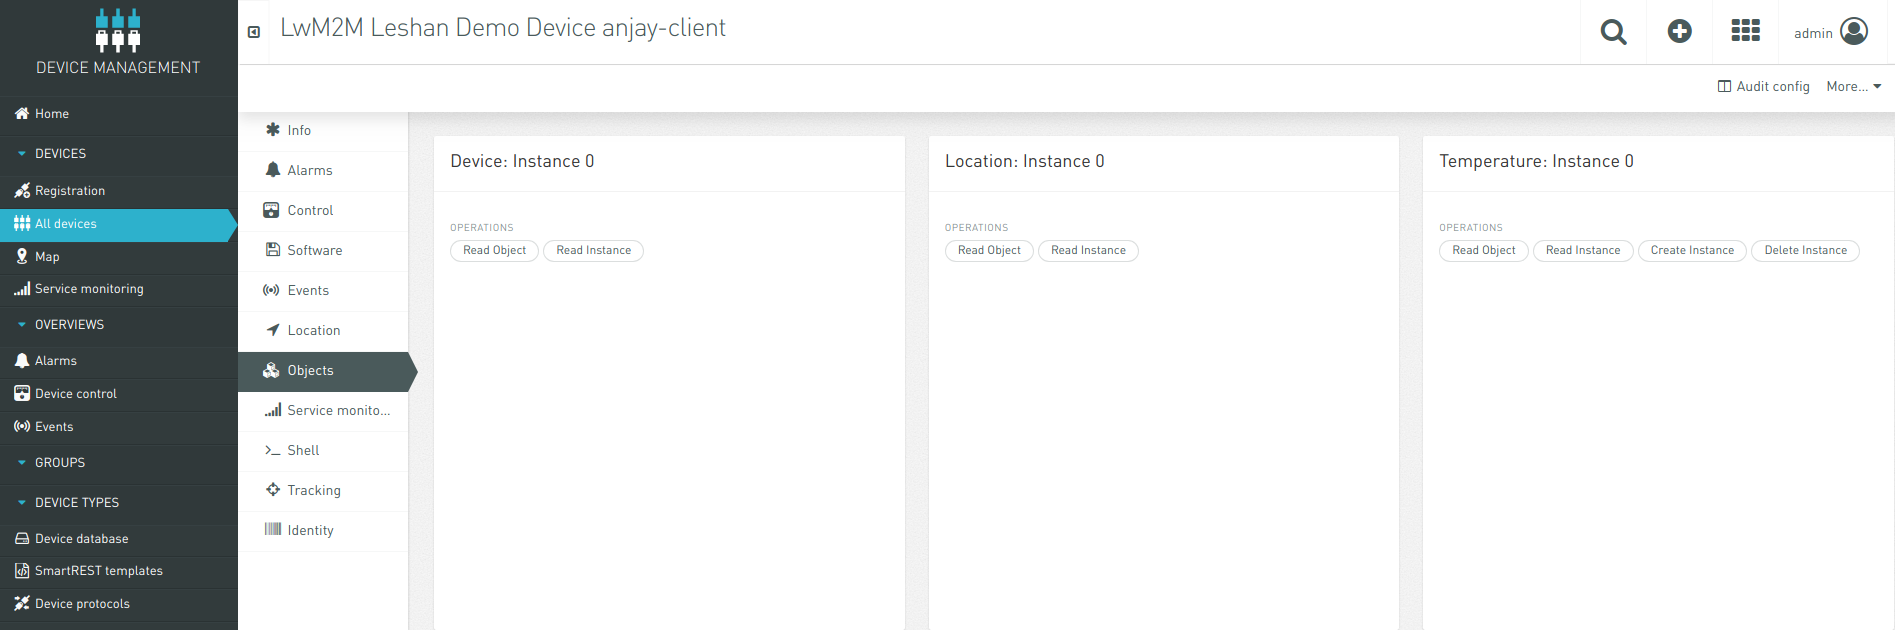 DEVICE MANAGEMENT
Home
DEVICES
Registration
All devices
Map
Service monitoring
OVERVIEWS
Alarms
Device control
Events
GROUPS
DEVICE TYPES
Device database
SmartREST templates
Device protocols
LwM2M Leshan Demo Device anjay-client
admin
Audit config More...
Info
Alarms
Control
Software
Events
Location
Objects
Service monito...
Shell
Tracking
Identity
Device: Instance 0
OPERATIONS
Read Object Read Instance
Location: Instance 0
OPERATIONS
Read Object Read Instance
Temperature: Instance 0
OPERATIONS
Read Object Read Instance Create Instance Delete Instance